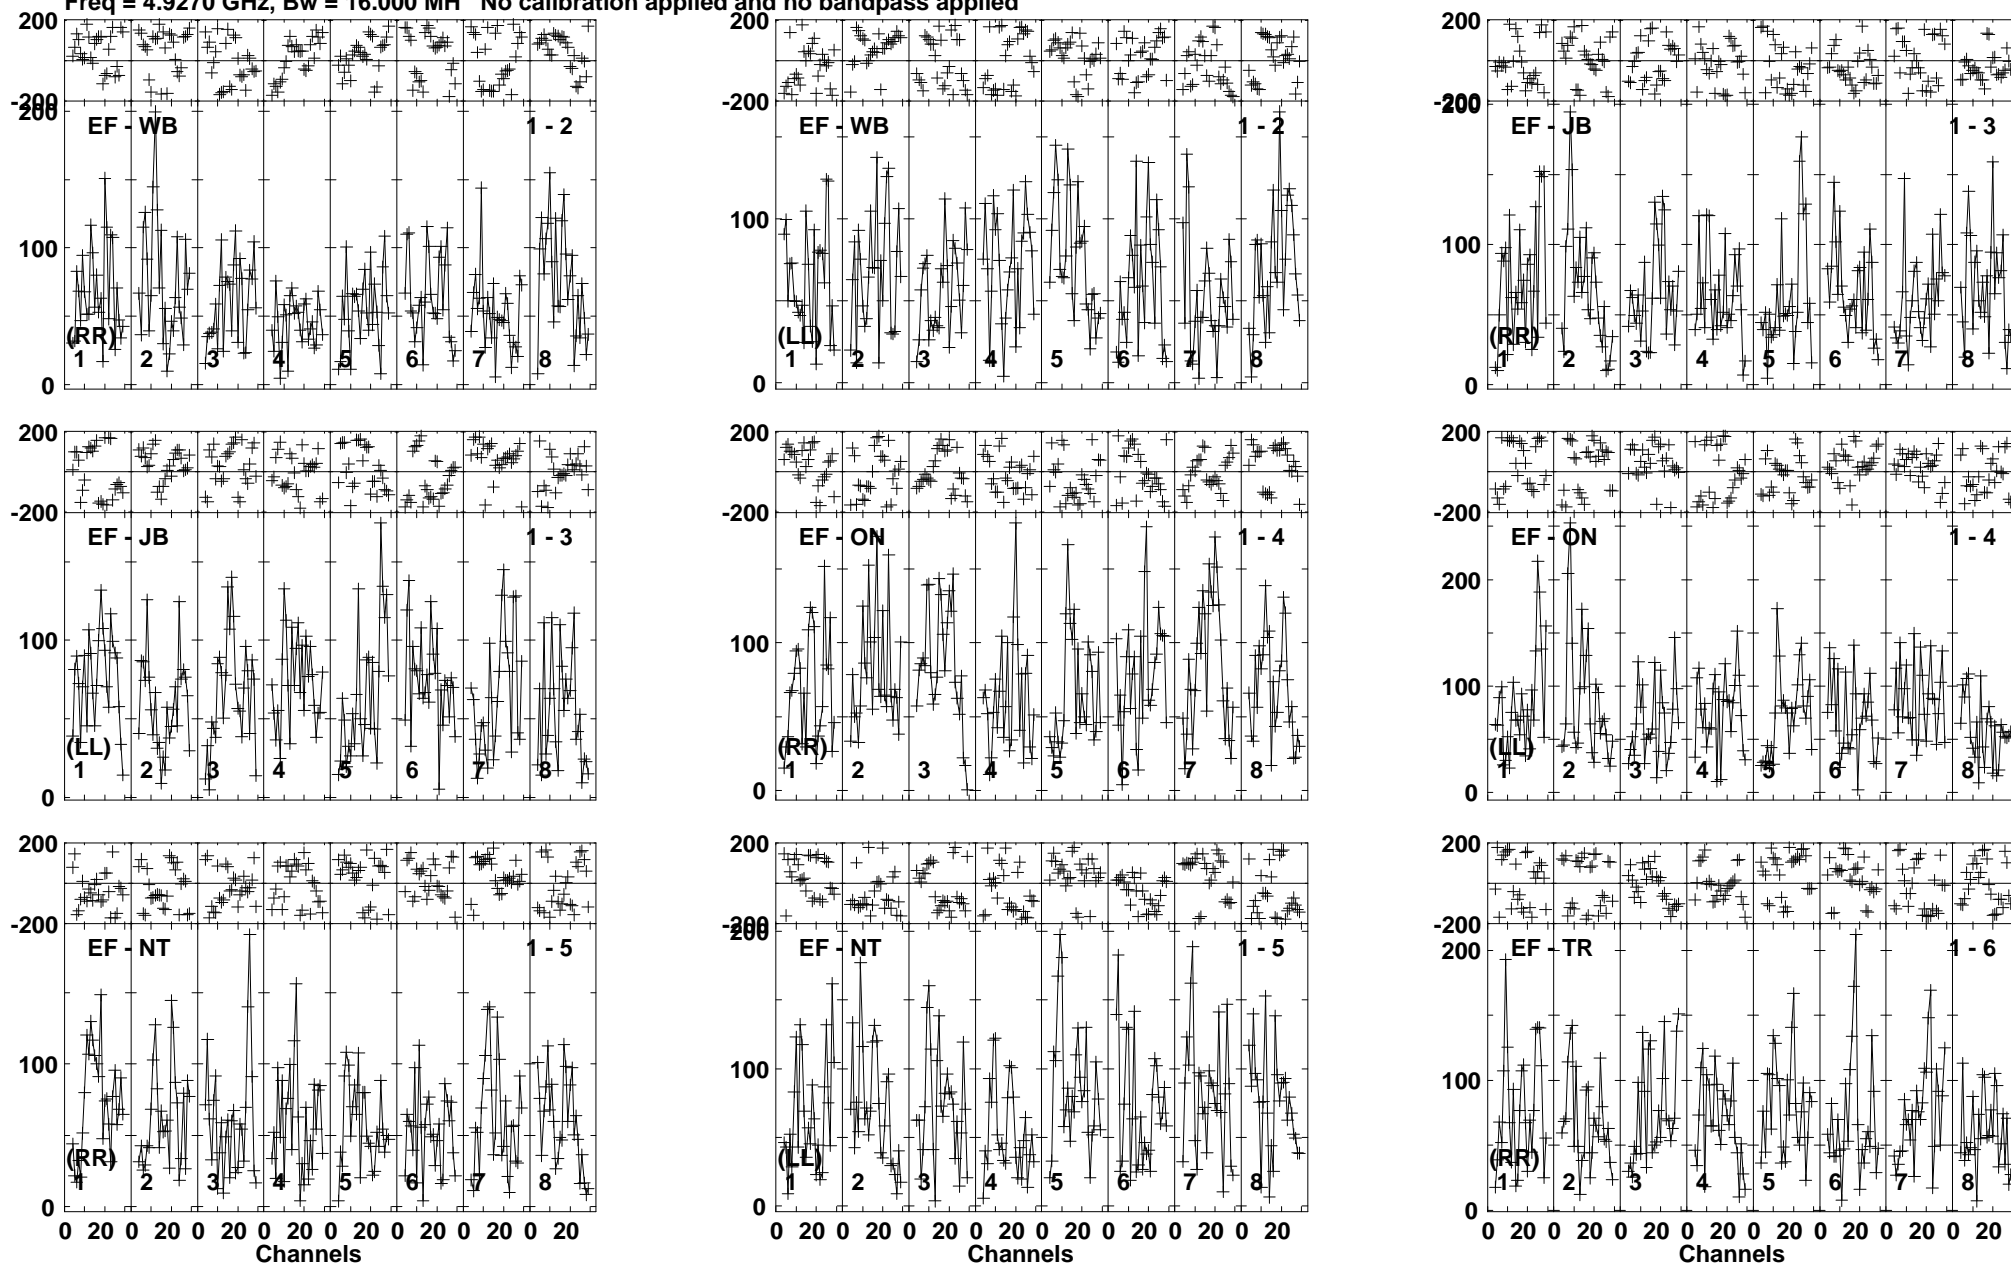 Freq = 4.9270 GHz, Bw = 16.000 MH No calibration applied and no bandpass applied
200 200 200
-200 -200 -200
200 EF - WB 1 - 2 EF - WB 1 - 2 200 EF - JB 1 - 3
100 100 100
(RR) (LL) (RR)
1 2 3 4 5 6 7 8 1 2 3 4 5 6 7 8 1 2 3 4 5 6 7 8
0 0 0
200 200 200
-200 -200 -200
EF - JB 1 - 3 EF - ON 1 - 4 EF - ON 1 - 4
200
100 100 100
(LL) (RR) (LL)
1 2 3 4 5 6 7 8 1 2 3 4 5 6 7 8 1 2 3 4 5 6 7 8
0 0 0
200 200 200
-200 -200 -200
EF - NT 1 - 5 200 EF - NT 1 - 5 200 EF - TR 1 - 6
100 100 100
(RR) (LL) (RR)
1 2 3 4 5 6 7 8 1 2 3 4 5 6 7 8 1 2 3 4 5 6 7 8
0 0 0
0 20 0 20 0 20 0 20 0 20 0 20 0 20 0 20 0 20 0 20 0 20 0 20 0 20 0 20 0 20 0 20 0 20 0 20 0 20 0 20 0 20 0 20 0 20 0 20
Channels Channels Channels